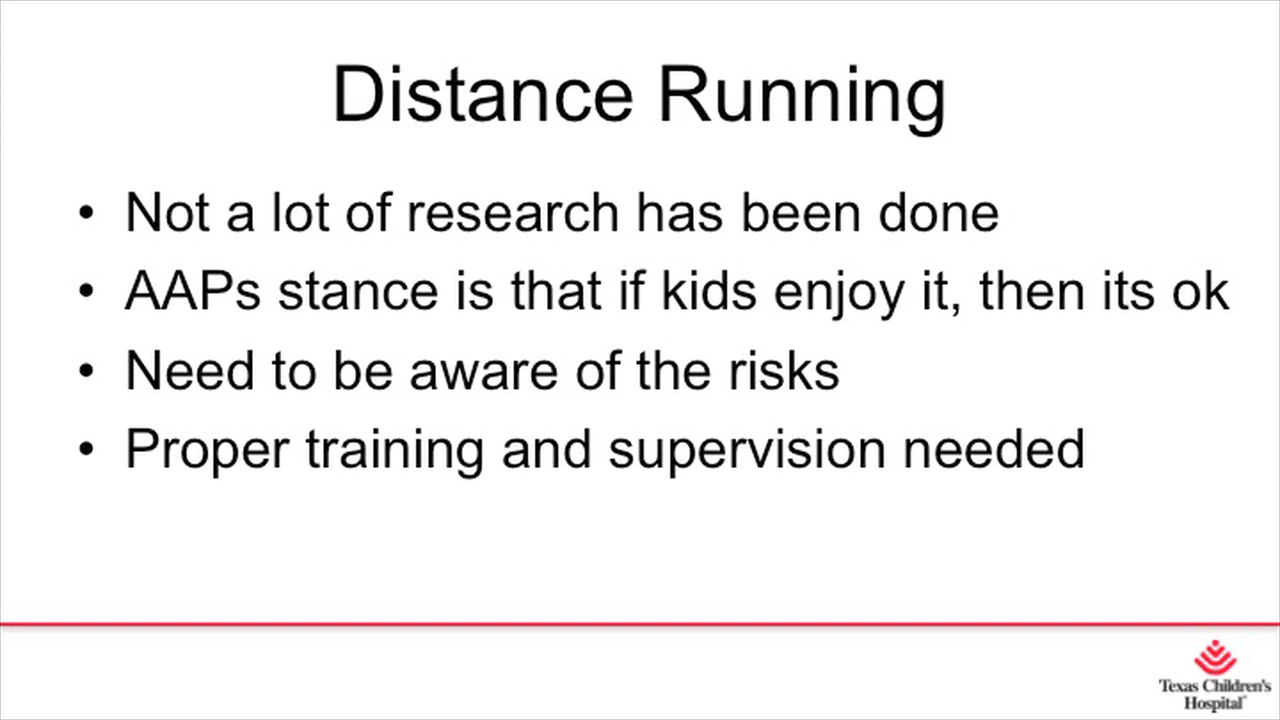 Distance Running
• Not a lot of research has been done
• AAPs stance is that if kids enjoy it, then its ok
• Need to be aware of the risks
• Proper training and supervision needed
Texas Children's
Hospital